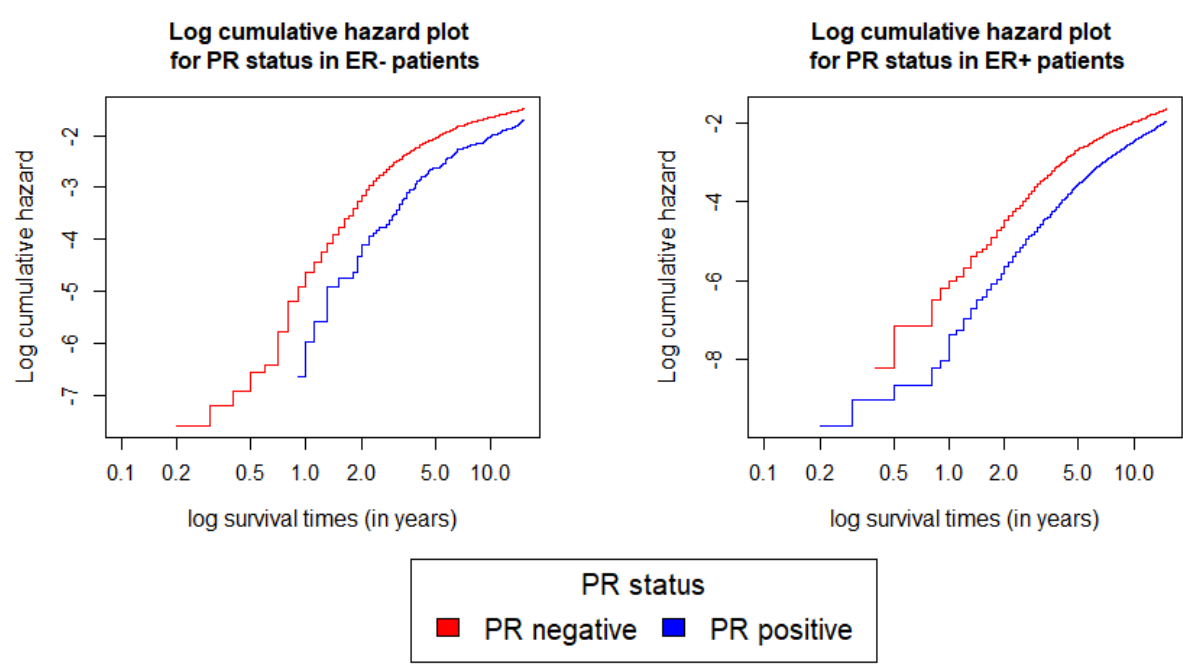 Log cumulative hazard plot
for PR status in ER- patients
Log cumulative hazard
-2
-3
-4
-5
-6
-7
0.1 0.2 0.5 1.0 2.0 5.0 10.0
log survival times (in years)
Log cumulative hazard plot
for PR status in ER+ patients
Log cumulative hazard
-2
-4
-6
-8
0.1 0.2 0.5 1.0 2.0 5.0 10.0
log survival times (in years)
PR status
PR negative PR positive